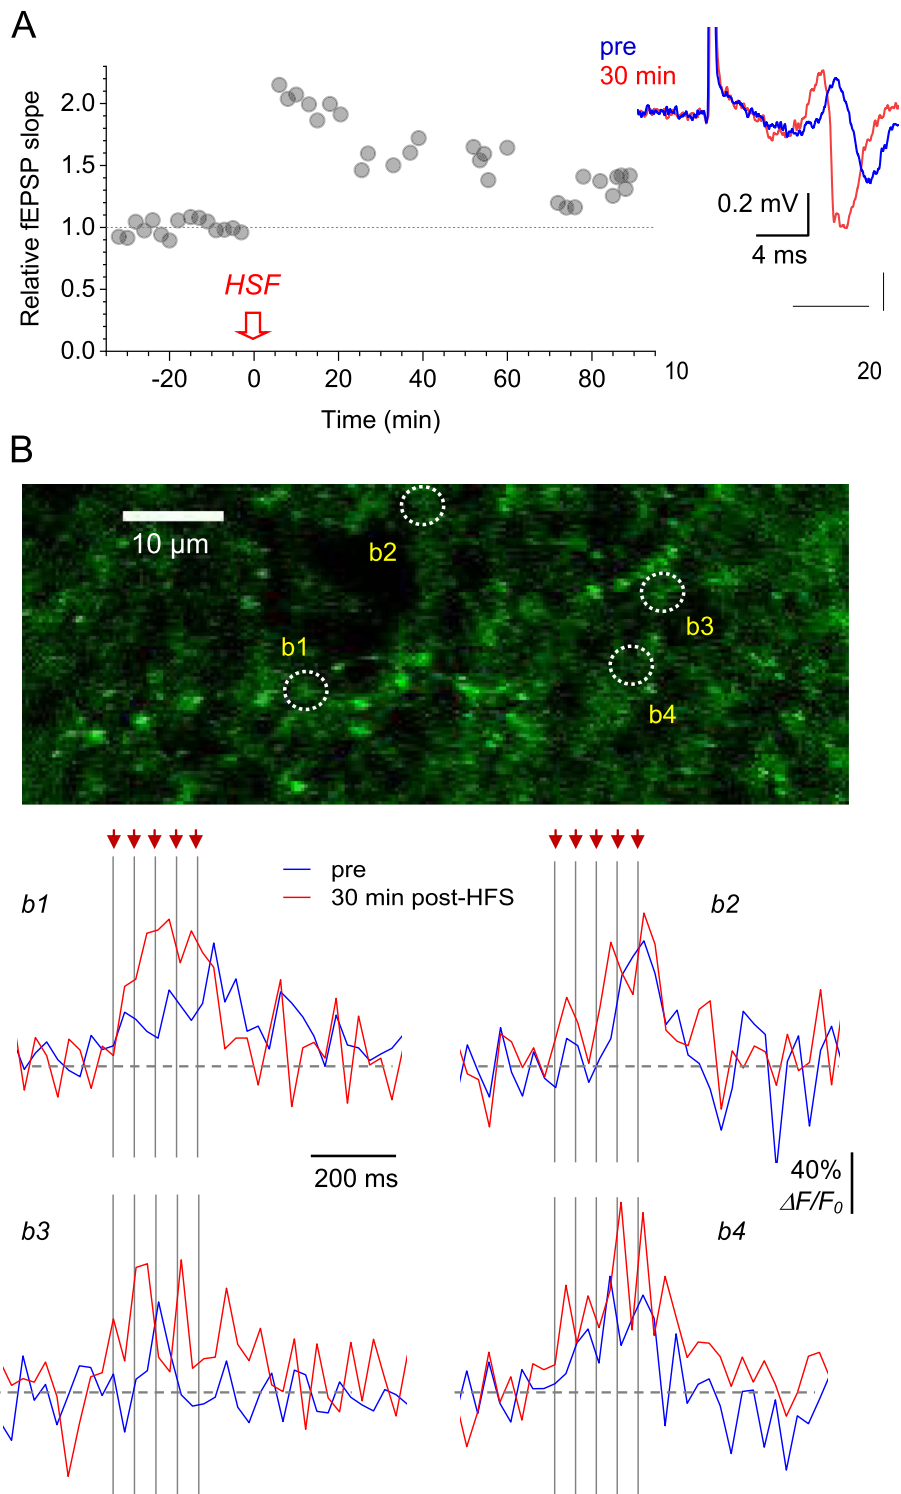 A
pre
30 min
Relative fEPSP slope
2.0
1.5
1.0
0.5
0.0
HSF
-20 0 20 40 60 80
Time (min)
0.2 mV
4 ms
10 20
B
10 µm
b2
b3
b1
b4
pre
30 min post-HFS
b1
b2
200 ms
40%
ΔF/F₀
b3
b4